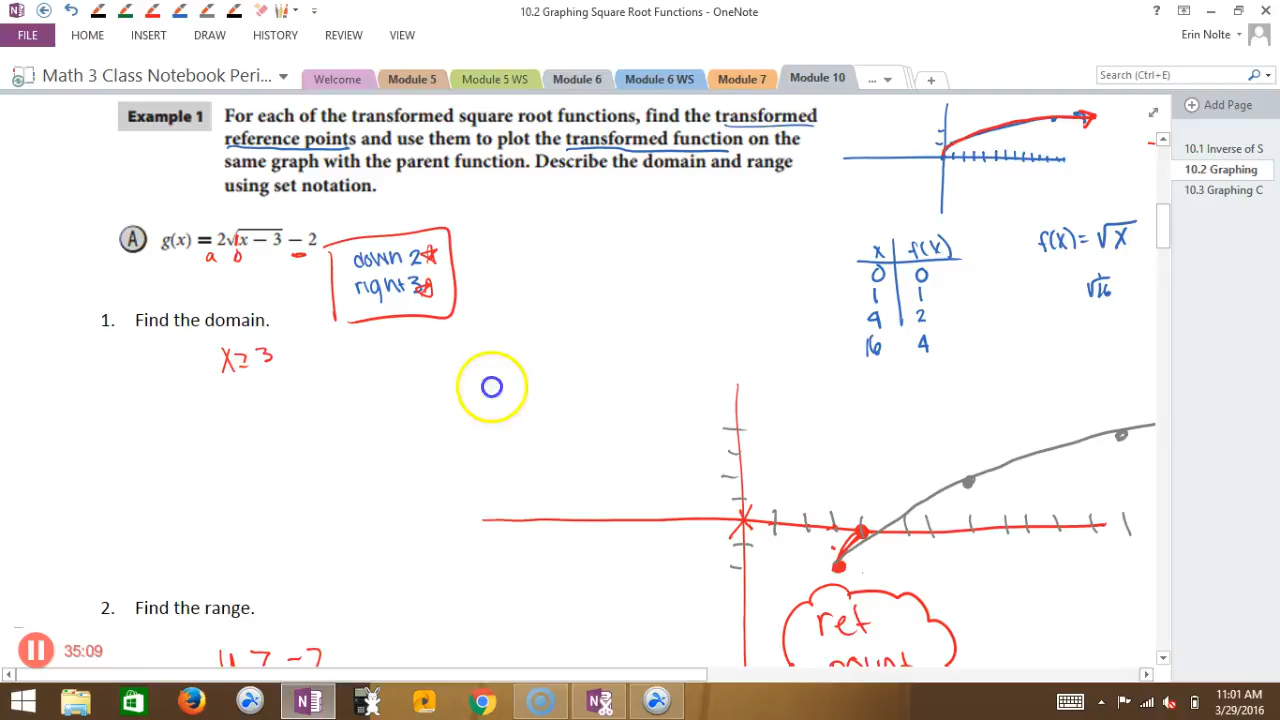 10.2 Graphing Square Root Functions - OneNote
?
FILE HOME INSERT DRAW HISTORY REVIEW VIEW
Erin Nolte
Math 3 Class Notebook Peri... Welcome Module 5 Module 5 WS Module 6 Module 6 WS Module 7 Module 10 ... +
Search (Ctrl+E)
Add Page
10.1 Inverse of S
10.2 Graphing
10.3 Graphing C
Example 1 For each of the transformed square root functions, find the transformed
reference points and use them to plot the transformed function on the
same graph with the parent function. Describe the domain and range
using set notation.
A g(x) = 2√x − 3 − 2
a b
down 2
right 3
x f(x)
0 0
1 1
4 2
16 4
f(x) = √x
√16
1. Find the domain.
x ≥ 3
2. Find the range.
ref
point
35:09
11:01 AM
3/29/2016